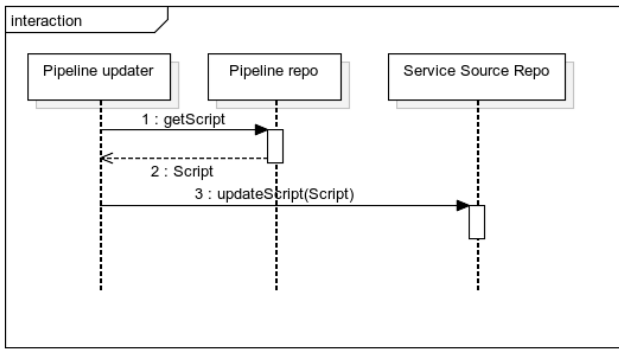 interaction
Pipeline updater
Pipeline repo
Service Source Repo
1 : getScript
2 : Script
3 : updateScript(Script)